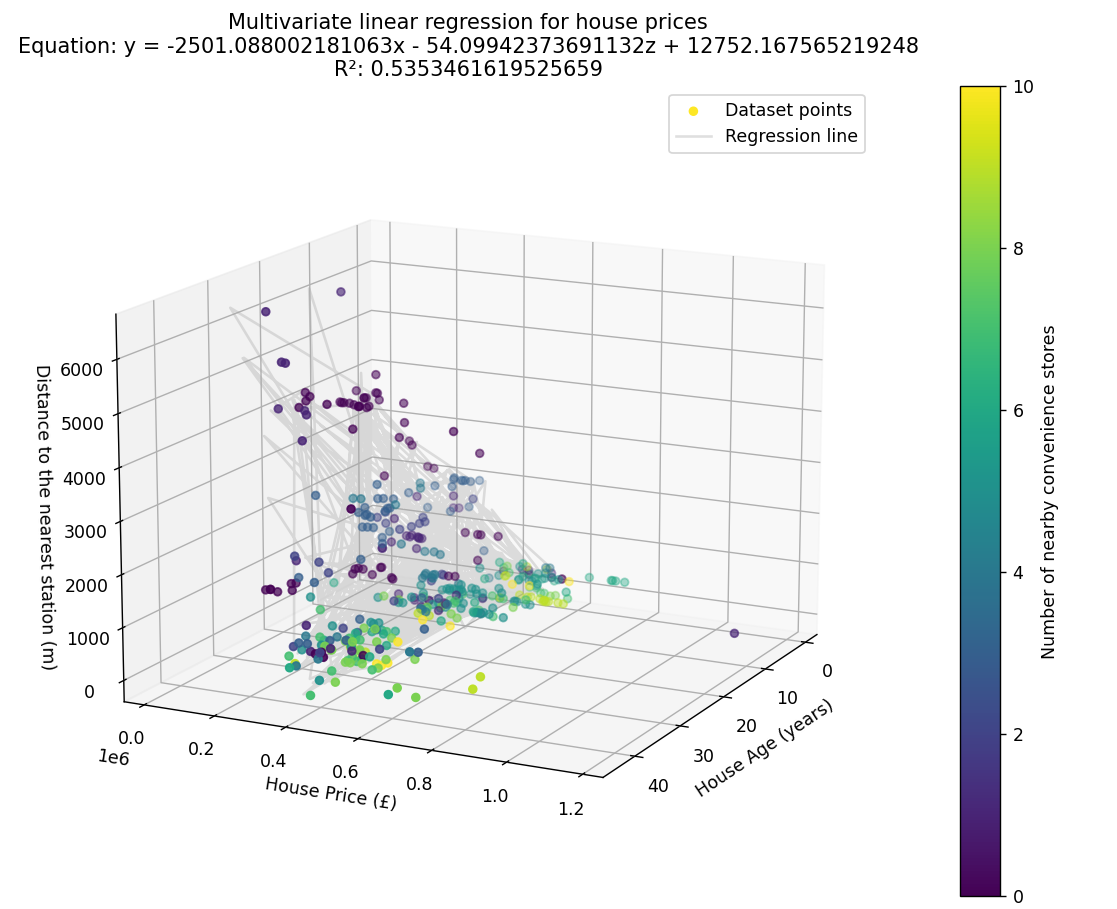 Multivariate linear regression for house prices
Equation: y = -2501.088002181063x - 54.09942373691132z + 12752.167565219248
R²: 0.5353461619525659
Dataset points
Regression line
10
8
6
4
2
0
Number of nearby convenience stores
6000
5000
4000
3000
2000
1000
0
Distance to the nearest station (m)
0.0
0.2
0.4
0.6
0.8
1.0
1.2
1e6
House Price (£)
0
10
20
30
40
House Age (years)